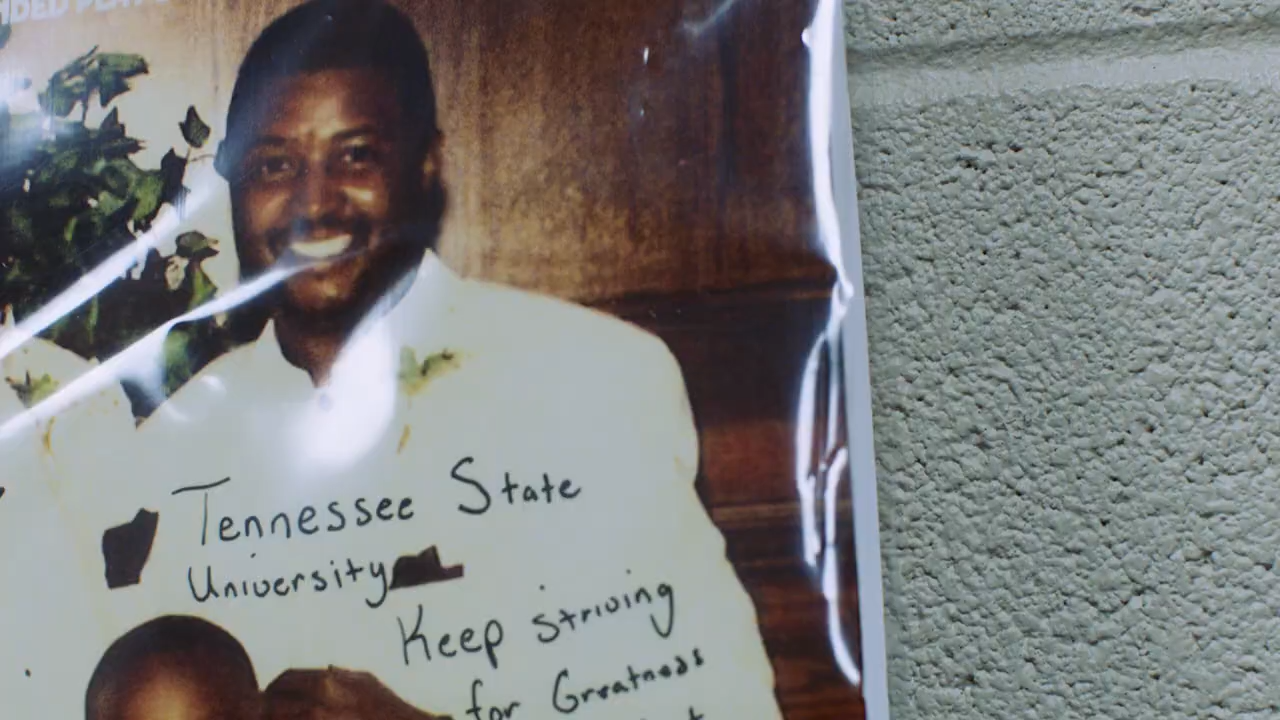 Tennessee State
University
Keep striving
for Greatness